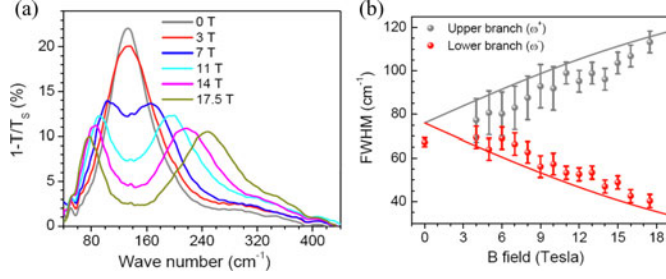 (a)
1-T/Ts (%)
20
15
10
5
0
80
160
240
320
400
Wave number (cm-1)
0 T
3 T
7 T
11 T
14 T
17.5 T
(b)
FWHM (cm-1)
120
100
80
60
40
0
3
6
9
12
15
18
B field (Tesla)
Upper branch (ω+)
Lower branch (ω-)